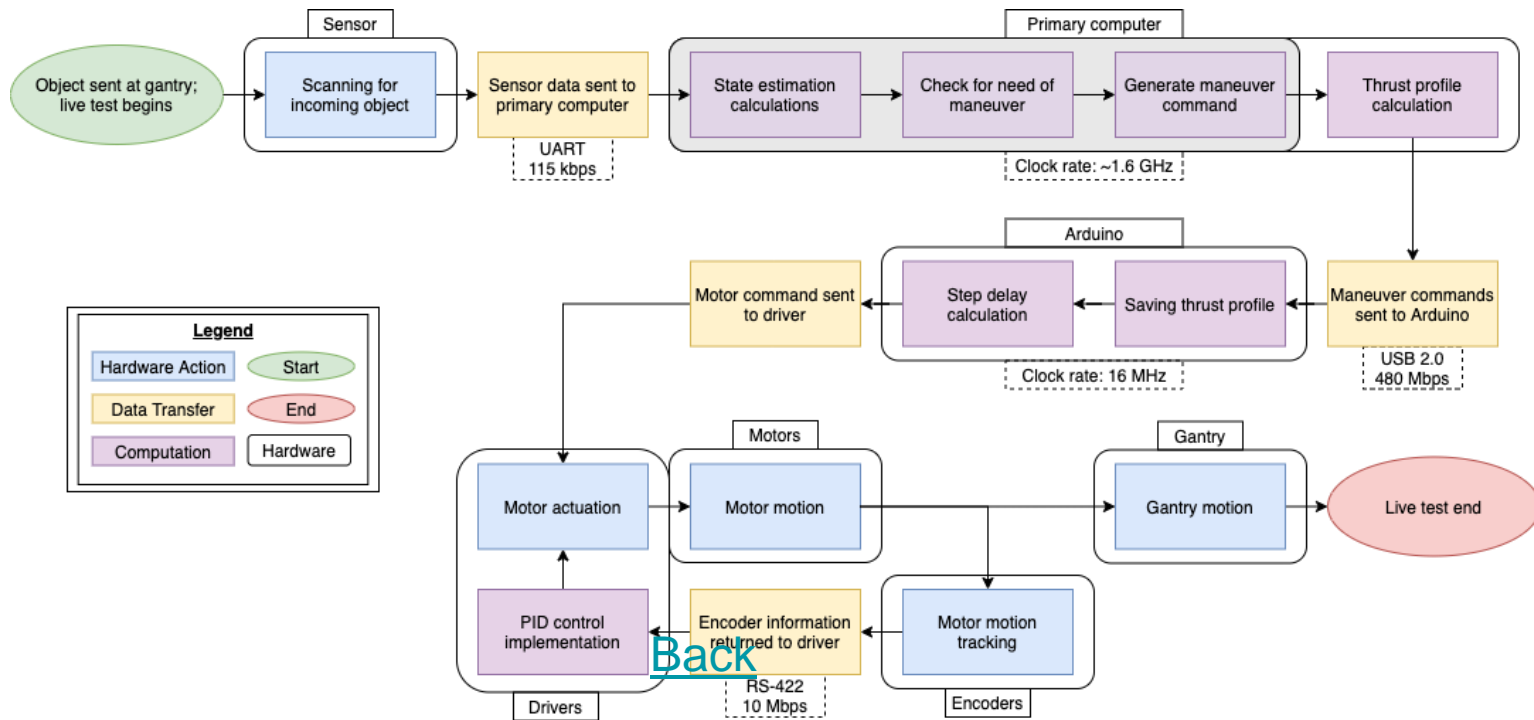 Sensor
Primary computer
Object sent at gantry;
live test begins
Scanning for
incoming object
Sensor data sent to
primary computer
UART
115 kbps
State estimation
calculations
Check for need of
maneuver
Generate maneuver
command
Thrust profile
calculation
Clock rate: ~1.6 GHz
Arduino
Motor command sent
to driver
Step delay
calculation
Saving thrust profile
Maneuver commands
sent to Arduino
USB 2.0
480 Mbps
Clock rate: 16 MHz
Legend
Hardware Action
Start
Data Transfer
End
Computation
Hardware
Motors
Gantry
Motor actuation
Motor motion
Gantry motion
Live test end
PID control
implementation
Encoder information
returned to driver
Motor motion
tracking
Back
RS-422
10 Mbps
Drivers
Encoders